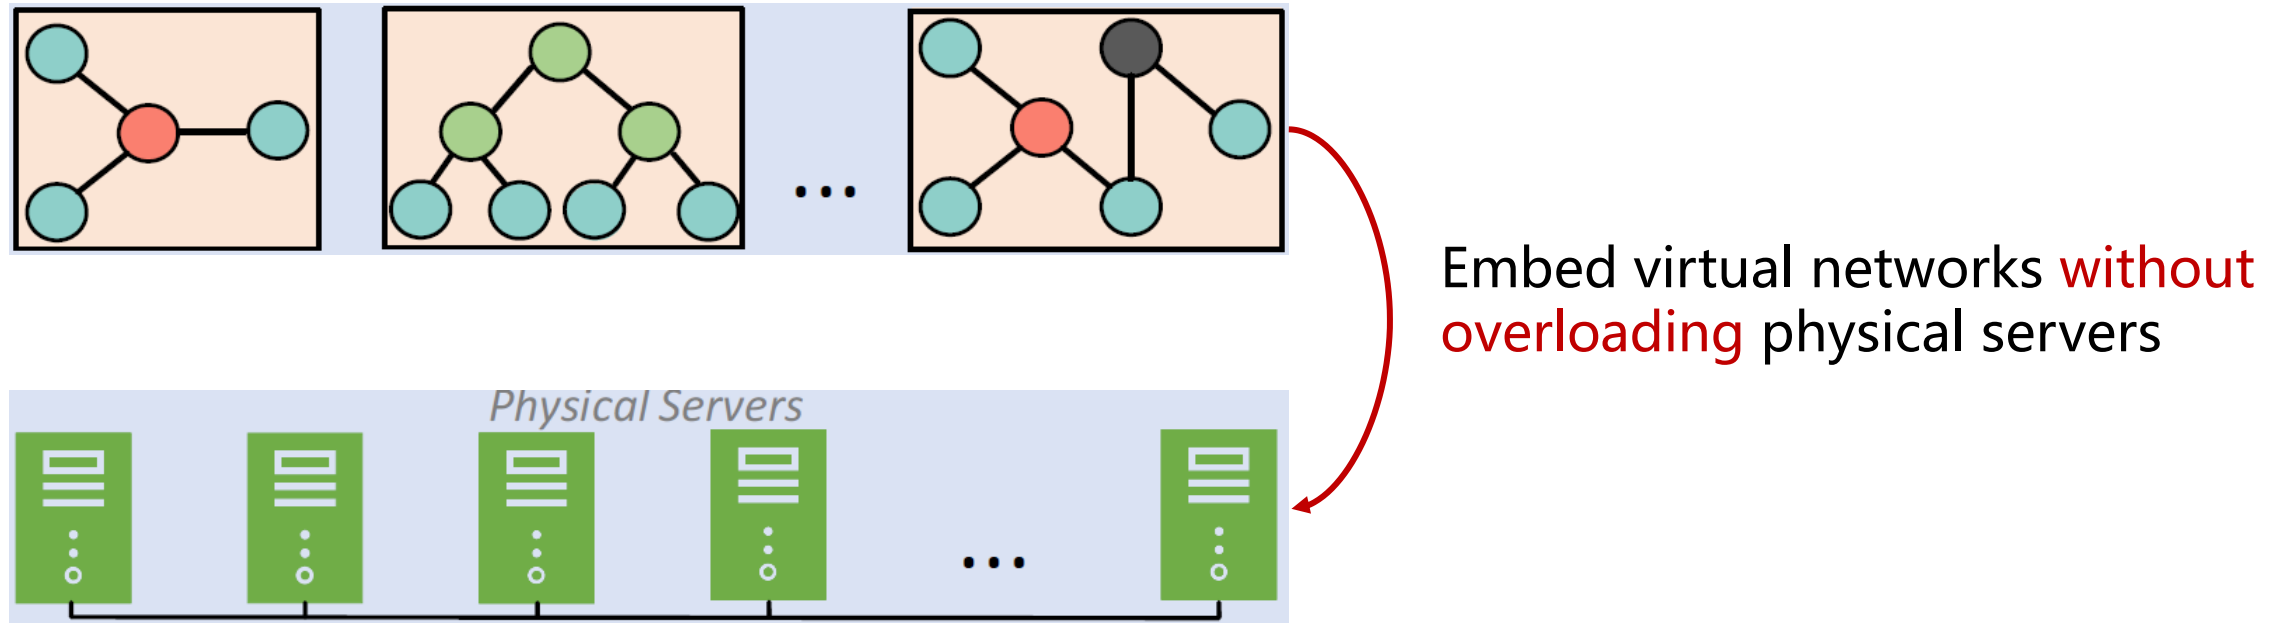 Embed virtual networks without
overloading physical servers
Physical Servers